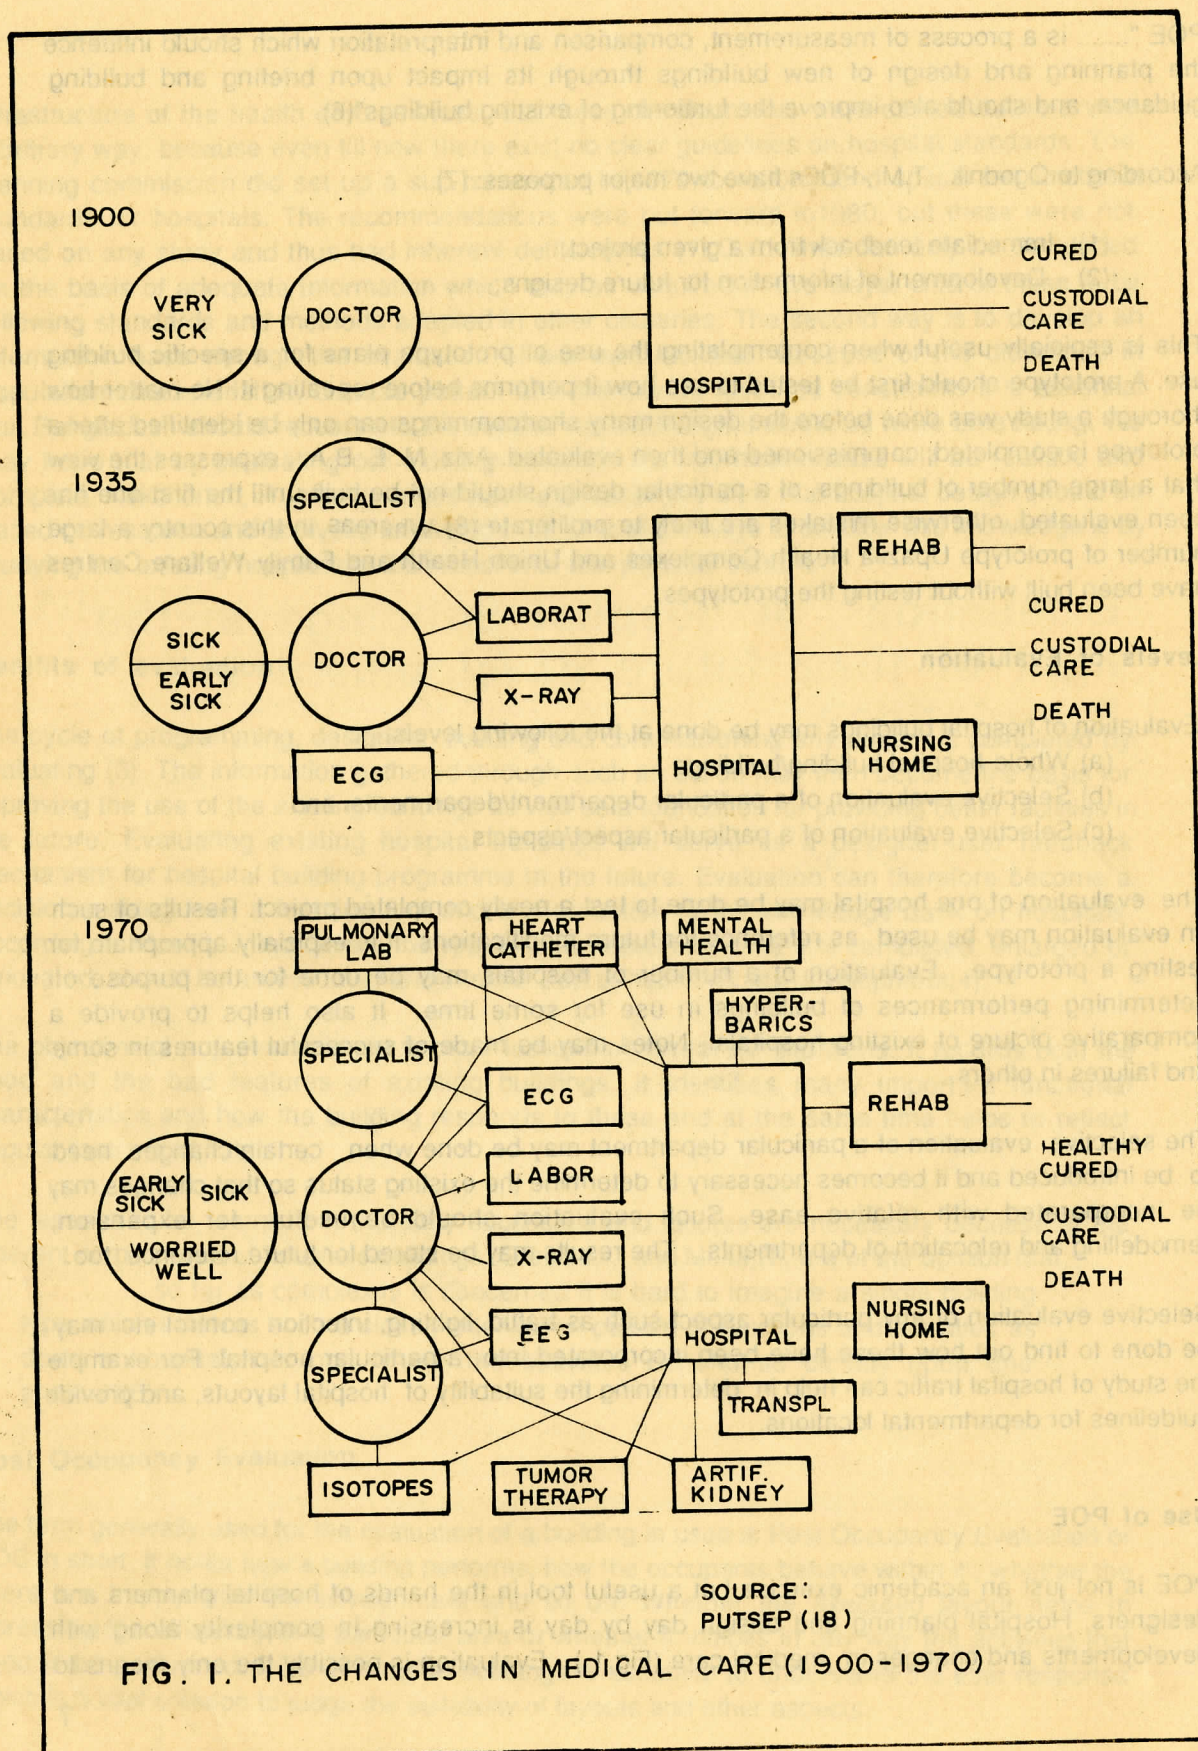 1900
VERY
SICK
DOCTOR
HOSPITAL
CURED
CUSTODIAL
CARE
DEATH
1935
SPECIALIST
SICK
EARLY
SICK
DOCTOR
LABORAT
X-RAY
ECG
HOSPITAL
REHAB
CURED
CUSTODIAL
CARE
DEATH
NURSING
HOME
1970
PULMONARY
LAB
HEART
CATHETER
MENTAL
HEALTH
HYPER-
BARICS
SPECIALIST
ECG
REHAB
EARLY
SICK
SICK
WORRIED
WELL
DOCTOR
LABOR
X-RAY
HEALTHY
CURED
CUSTODIAL
CARE
DEATH
EEG
HOSPITAL
NURSING
HOME
SPECIALIST
TRANSPL
ISOTOPES
TUMOR
THERAPY
ARTIF.
KIDNEY
SOURCE:
PUTSEP (18)
FIG. 1. THE CHANGES IN MEDICAL CARE (1900-1970)